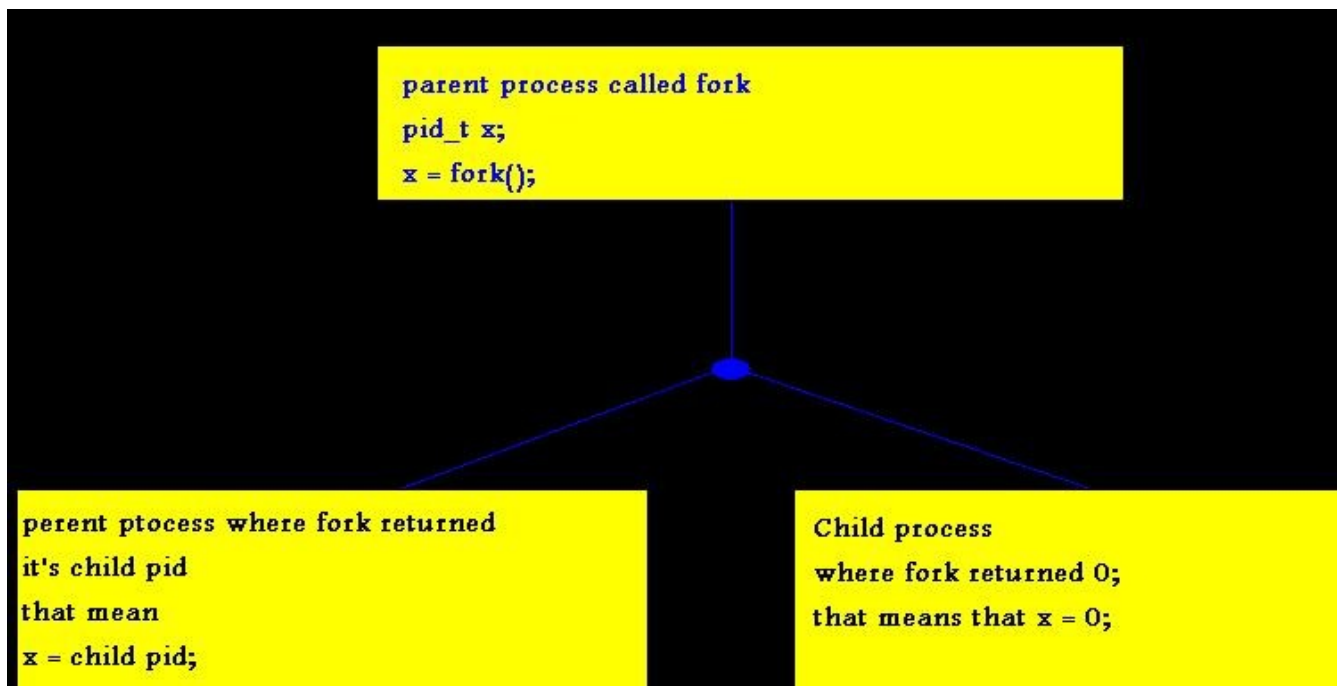 parent process called fork
pid_t x;
x = fork();
perent ptocess where fork returned
it's child pid
that mean
x = child pid;
Child process
where fork returned 0;
that means that x = 0;